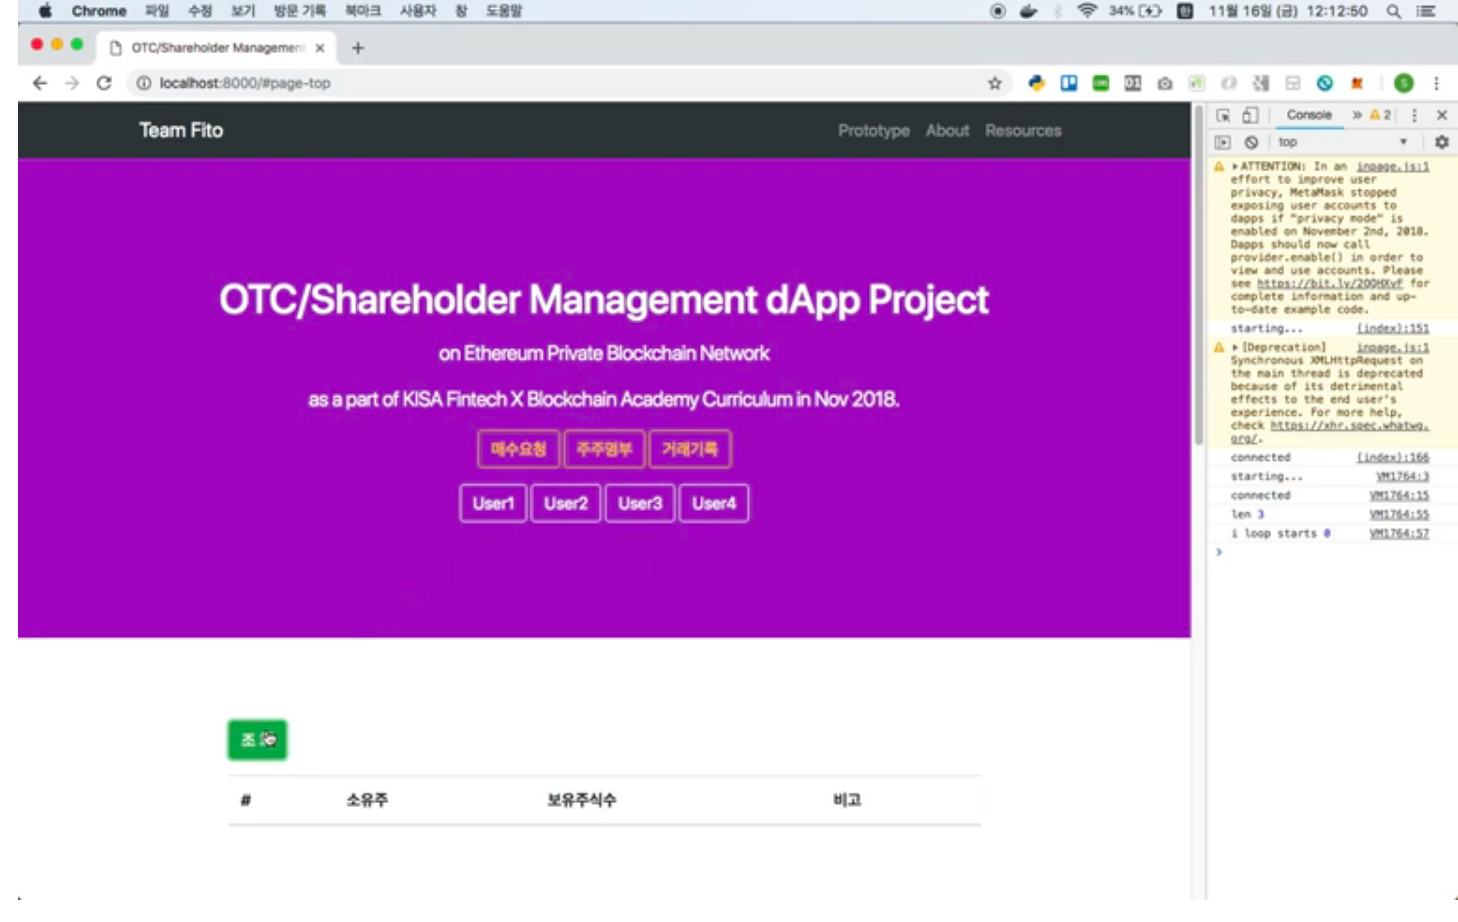 Chrome 파일 수정 보기 방문 기록 북마크 사용자 창 도움말 34% 11월 16일 (금) 12:12:50
OTC/Shareholder Management
localhost:8000/#page-top
Team Fito Prototype About Resources
OTC/Shareholder Management dApp Project
on Ethereum Private Blockchain Network
as a part of KISA Fintech X Blockchain Academy Curriculum in Nov 2018.
매수요청 주주명부 거래기록
User1 User2 User3 User4
조
# 소유주 보유주식수 비고
Console 2
top
ATTENTION: In an inpage.js:1
effort to improve user
privacy, MetaMask stopped
exposing user accounts to
dapps if "privacy mode" is
enabled on November 2nd, 2018.
Dapps should now call
provider.enable() in order to
view and use accounts. Please
see for
complete information and up-
to-date example code.
starting... (index):151
[Deprecation] inpage.js:1
Synchronous XMLHttpRequest on
the main thread is deprecated
because of its detrimental
effects to the end user's
experience. For more help,
check https://xhr.spec.whatwg.
org/.
connected (index):166
starting... VM1764:3
connected VM1764:15
len 3 VM1764:55
i loop starts 0 VM1764:57